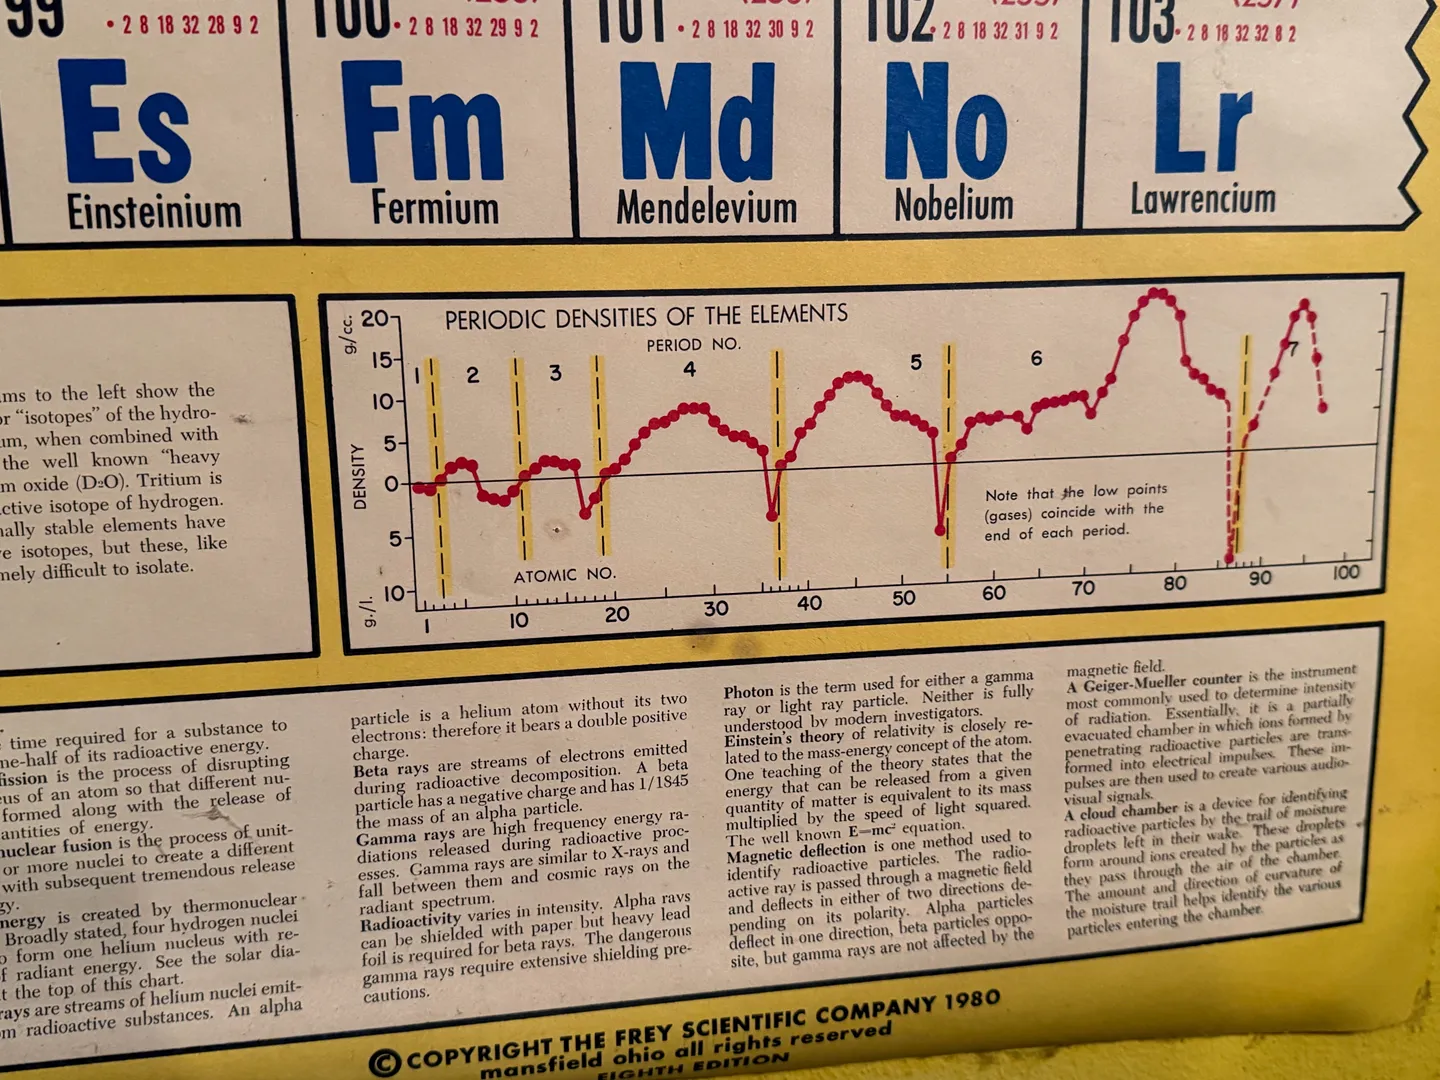 99
• 2 8 18 32 28 9 2
Es
Einsteinium
100
• 2 8 18 32 29 9 2
Fm
Fermium
101
• 2 8 18 32 30 9 2
Md
Mendelevium
102
• 2 8 18 32 31 9 2
No
Nobelium
103
• 2 8 18 32 32 8 2
Lr
Lawrencium
ms to the left show the
or "isotopes" of the hydro-
um, when combined with
the well known "heavy
m oxide (D₂O). Tritium is
active isotope of hydrogen.
nally stable elements have
e isotopes, but these, like
mely difficult to isolate.
PERIODIC DENSITIES OF THE ELEMENTS
PERIOD NO.
1 2 3 4 5 6 7
g/cc.
20
15
10
5
0
5
10
DENSITY
g./l.
Note that the low points
(gases) coincide with the
end of each period.
ATOMIC NO.
1 10 20 30 40 50 60 70 80 90 100
time required for a substance to
ne-half of its radioactive energy.
fission is the process of disrupting
us of an atom so that different nu-
formed along with the release of
antities of energy.
nuclear fusion is the process of unit-
or more nuclei to create a different
with subsequent tremendous release
gy.
nergy is created by thermonuclear
Broadly stated, four hydrogen nuclei
o form one helium nucleus with re-
f radiant energy. See the solar dia-
t the top of this chart.
rays are streams of helium nuclei emit-
om radioactive substances. An alpha
particle is a helium atom without its two
electrons: therefore it bears a double positive
charge.
Beta rays are streams of electrons emitted
during radioactive decomposition. A beta
particle has a negative charge and has 1/1845
the mass of an alpha particle.
Gamma rays are high frequency energy ra-
diations released during radioactive proc-
esses. Gamma rays are similar to X-rays and
fall between them and cosmic rays on the
radiant spectrum.
Radioactivity varies in intensity. Alpha rays
can be shielded with paper but heavy lead
foil is required for beta rays. The dangerous
gamma rays require extensive shielding pre-
cautions.
Photon is the term used for either a gamma
ray or light ray particle. Neither is fully
understood by modern investigators.
Einstein's theory of relativity is closely re-
lated to the mass-energy concept of the atom.
One teaching of the theory states that the
energy that can be released from a given
quantity of matter is equivalent to its mass
multiplied by the speed of light squared.
The well known E=mc² equation.
Magnetic deflection is one method used to
identify radioactive particles. The radio-
active ray is passed through a magnetic field
and deflects in either of two directions de-
pending on its polarity. Alpha particles
deflect in one direction, beta particles oppo-
site, but gamma rays are not affected by the
magnetic field.
A Geiger-Mueller counter is the instrument
most commonly used to determine intensity
of radiation. Essentially, it is a partially
evacuated chamber in which ions formed by
penetrating radioactive particles are trans-
formed into electrical impulses. These im-
pulses are then used to create various audio-
visual signals.
A cloud chamber is a device for identifying
radioactive particles by the trail of moisture
droplets left in their wake. These droplets
form around ions created by the particles as
they pass through the air of the chamber.
The amount and direction of curvature of
the moisture trail helps identify the various
particles entering the chamber.
© COPYRIGHT THE FREY SCIENTIFIC COMPANY 1980
mansfield ohio all rights reserved
EIGHTH EDITION